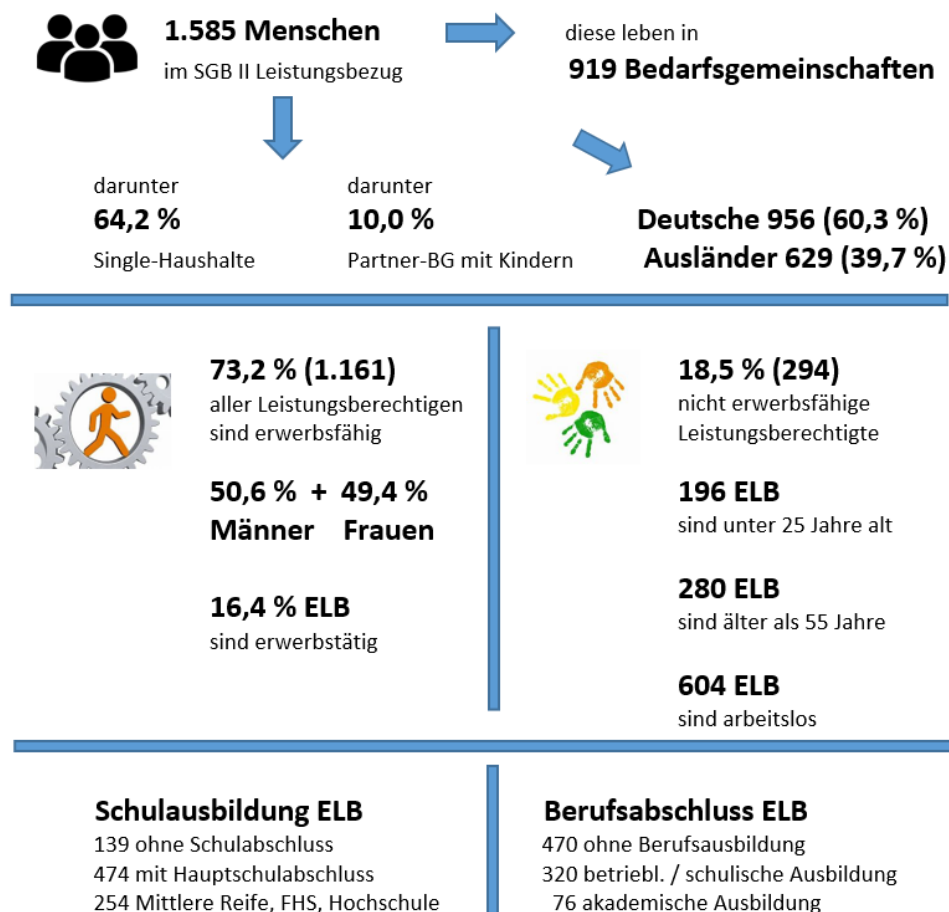 1.585 Menschen
im SGB II Leistungsbezug
diese leben in
919 Bedarfsgemeinschaften
darunter
64,2 %
Single-Haushalte
darunter
10,0 %
Partner-BG mit Kindern
Deutsche 956 (60,3 %)
Ausländer 629 (39,7 %)
73,2 % (1.161)
aller Leistungsberechtigen
sind erwerbsfähig
50,6 % + 49,4 %
Männer Frauen
16,4 % ELB
sind erwerbstätig
18,5 % (294)
nicht erwerbsfähige
Leistungsberechtigte
196 ELB
sind unter 25 Jahre alt
280 ELB
sind älter als 55 Jahre
604 ELB
sind arbeitslos
Schulausbildung ELB
139 ohne Schulabschluss
474 mit Hauptschulabschluss
254 Mittlere Reife, FHS, Hochschule
Berufsabschluss ELB
470 ohne Berufsausbildung
320 betriebl. / schulische Ausbildung
76 akademische Ausbildung